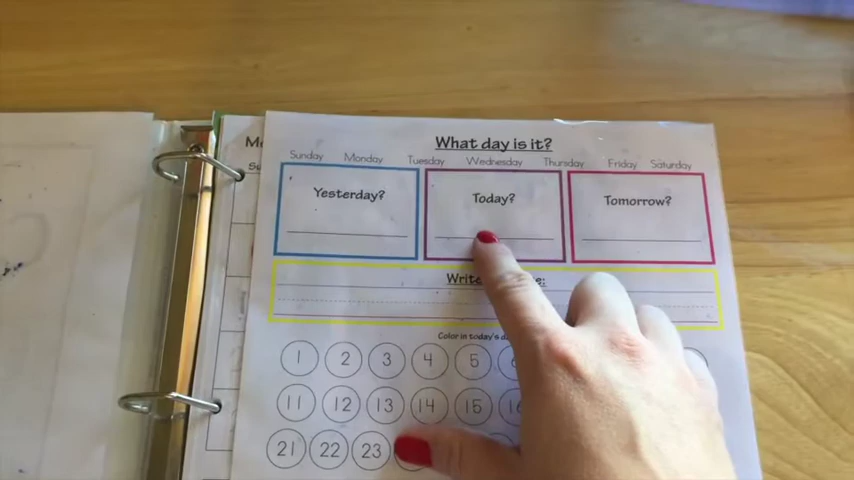 What day is it?
Sunday Monday Tuesday Wednesday Thursday Friday Saturday
Yesterday? Today? Tomorrow?
Color in today's
1 2 3 4 5
11 12 13 14 15
21 22 23